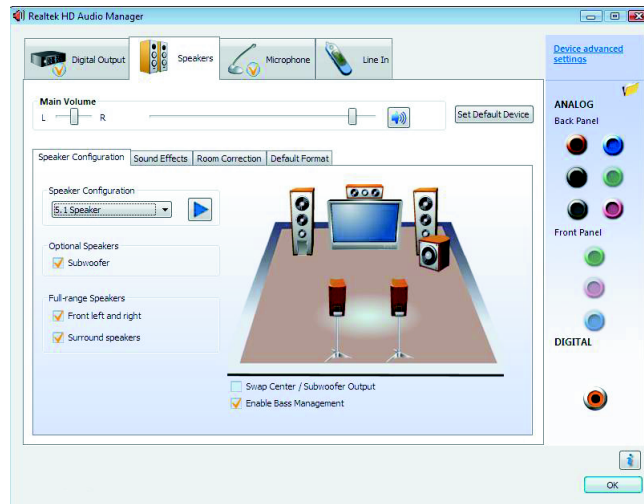 Realtek HD Audio Manager
Digital Output
Speakers
Microphone
Line In
Device advanced
settings
Main Volume
L
R
Set Default Device
ANALOG
Back Panel
Speaker Configuration
Sound Effects
Room Correction
Default Format
Speaker Configuration
5.1 Speaker
Optional Speakers
Subwoofer
Full-range Speakers
Front left and right
Surround speakers
Front Panel
DIGITAL
Swap Center / Subwoofer Output
Enable Bass Management
i
OK